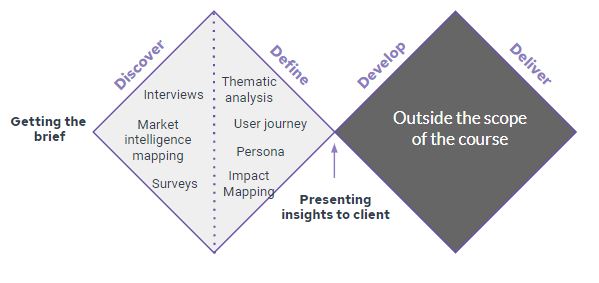 Discover
Define
Develop
Deliver
Getting the
brief
Interviews
Market
intelligence
mapping
Surveys
Thematic
analysis
User journey
Persona
Impact
Mapping
Presenting
insights to client
Outside the scope
of the course